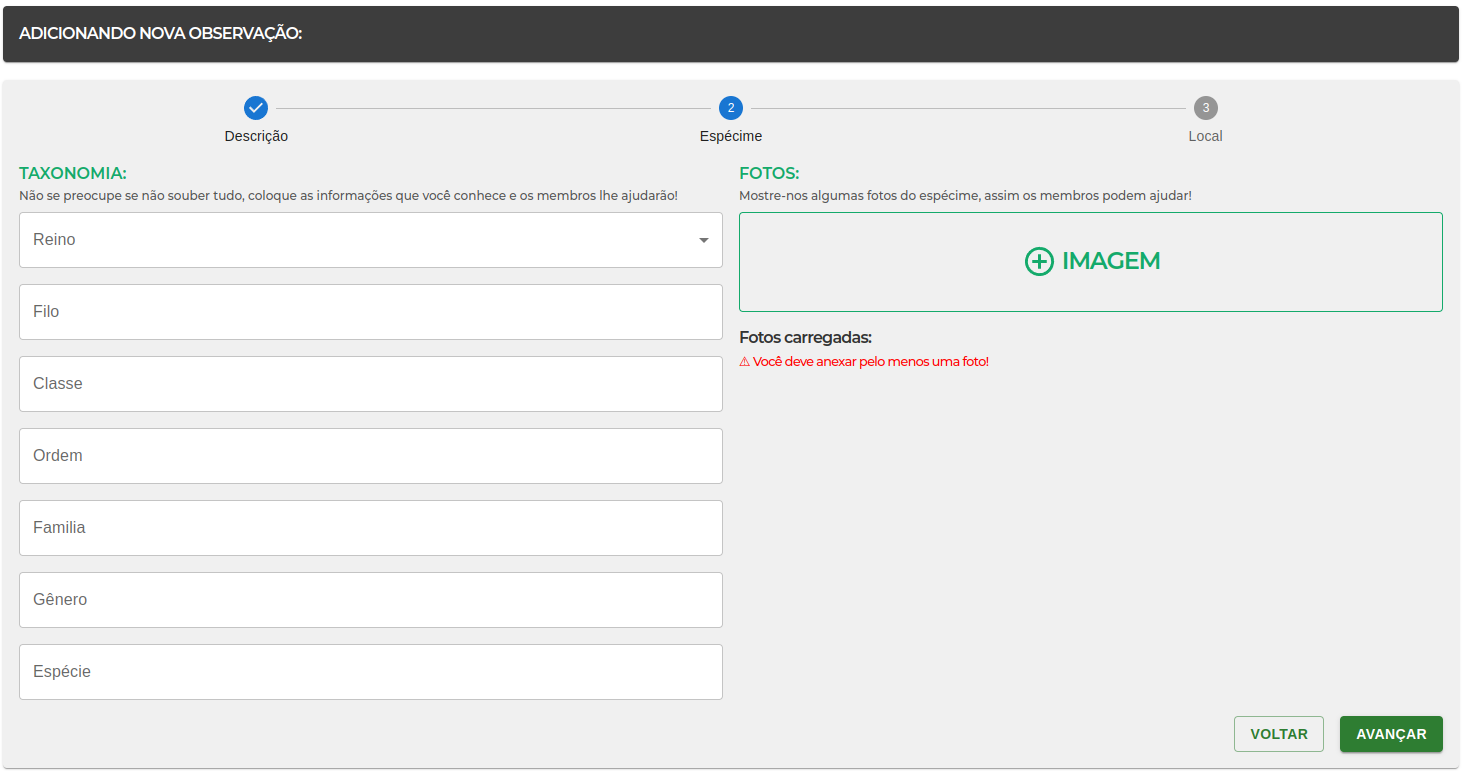 ADICIONANDO NOVA OBSERVAÇÃO:
Descrição
2
Espécime
3
Local
TAXONOMIA:
Não se preocupe se não souber tudo, coloque as informações que você conhece e os membros lhe ajudarão!
Reino
Filo
Classe
Ordem
Familia
Gênero
Espécie
FOTOS:
Mostre-nos algumas fotos do espécime, assim os membros podem ajudar!
IMAGEM
Fotos carregadas:
⚠ Você deve anexar pelo menos uma foto!
VOLTAR
AVANÇAR